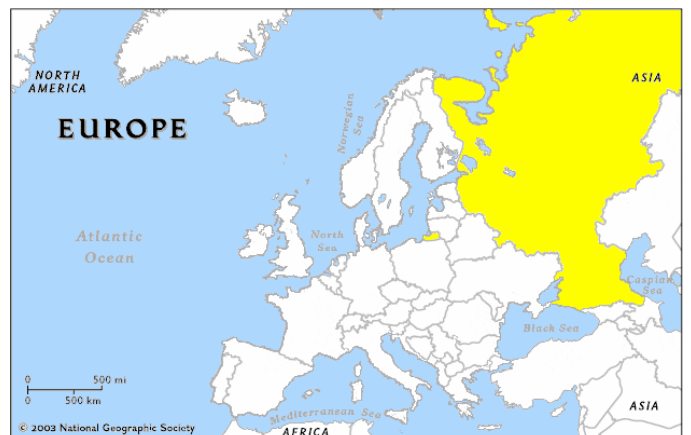 NORTH
AMERICA
ASIA
EUROPE
Norwegian
Sea
Atlantic
Ocean
North
Sea
Caspian
Sea
Black Sea
0 500 mi
0 500 km
ASIA
Mediterranean Sea
© 2003 National Geographic Society
AFRICA